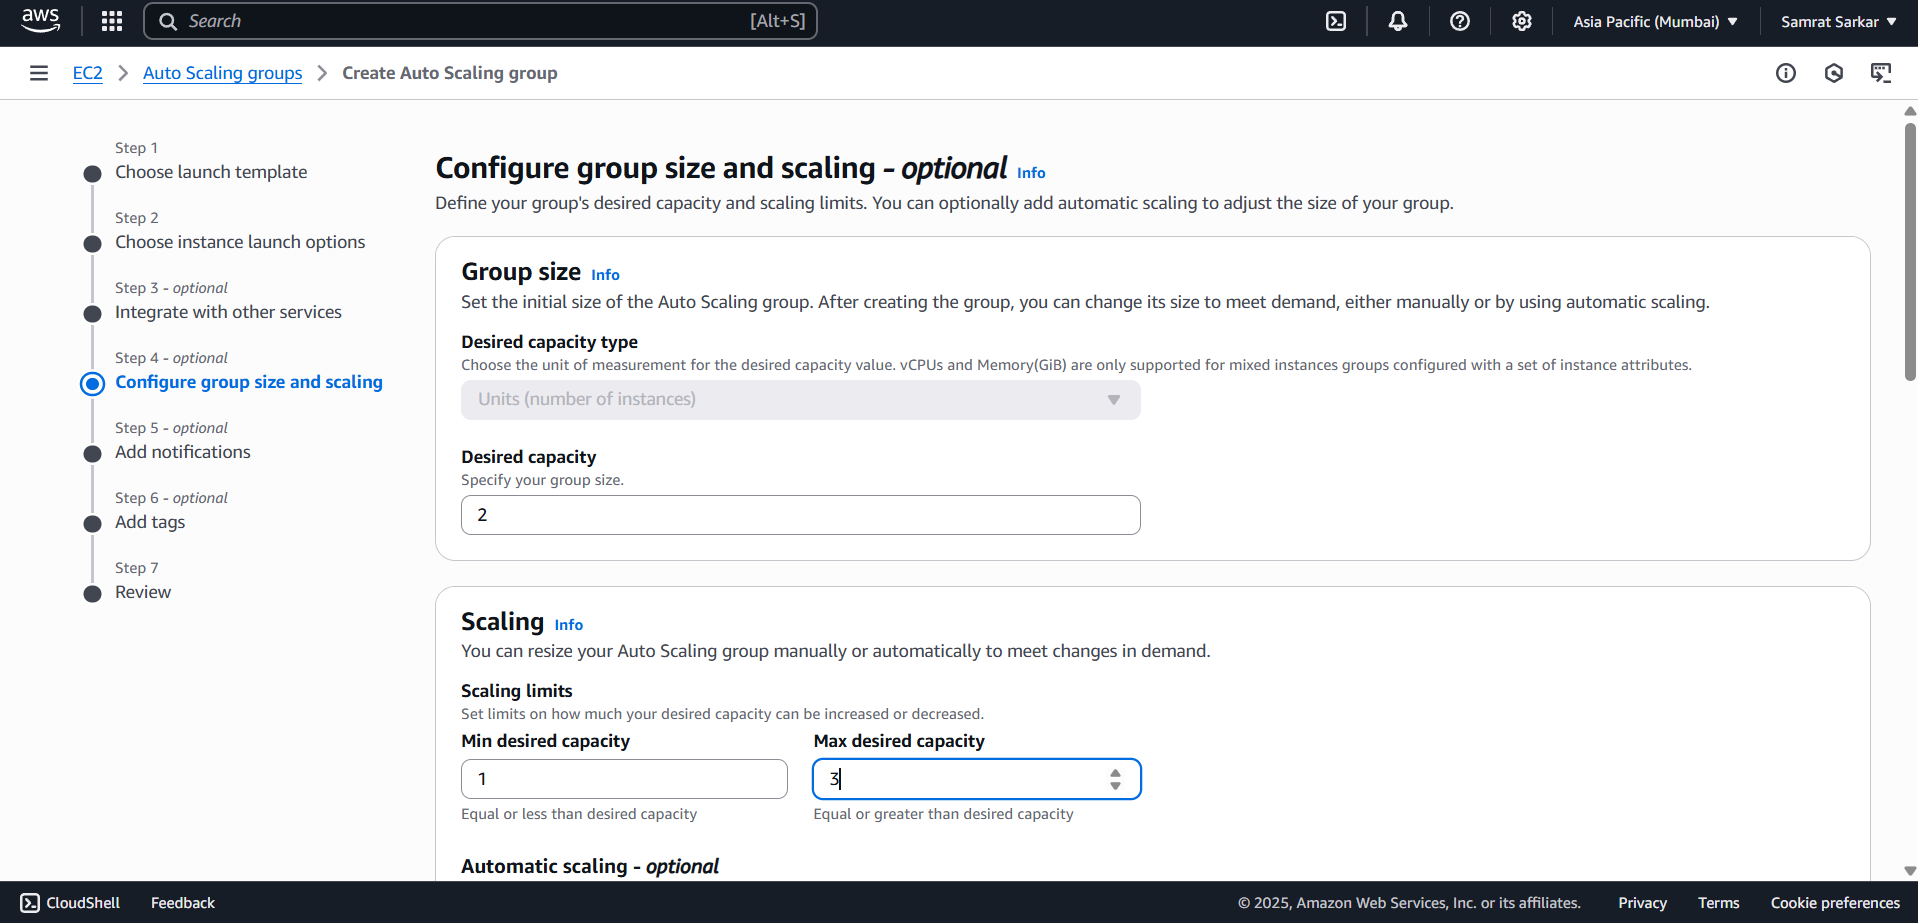 aws
Search [Alt+S]
Asia Pacific (Mumbai)
Samrat Sarkar
EC2 Auto Scaling groups Create Auto Scaling group
Step 1
Choose launch template
Step 2
Choose instance launch options
Step 3 - optional
Integrate with other services
Step 4 - optional
Configure group size and scaling
Step 5 - optional
Add notifications
Step 6 - optional
Add tags
Step 7
Review
Configure group size and scaling - optional Info
Define your group's desired capacity and scaling limits. You can optionally add automatic scaling to adjust the size of your group.
Group size Info
Set the initial size of the Auto Scaling group. After creating the group, you can change its size to meet demand, either manually or by using automatic scaling.
Desired capacity type
Choose the unit of measurement for the desired capacity value. vCPUs and Memory(GiB) are only supported for mixed instances groups configured with a set of instance attributes.
Units (number of instances)
Desired capacity
Specify your group size.
2
Scaling Info
You can resize your Auto Scaling group manually or automatically to meet changes in demand.
Scaling limits
Set limits on how much your desired capacity can be increased or decreased.
Min desired capacity
1
Equal or less than desired capacity
Max desired capacity
3
Equal or greater than desired capacity
Automatic scaling - optional
CloudShell Feedback © 2025, Amazon Web Services, Inc. or its affiliates. Privacy Terms Cookie preferences